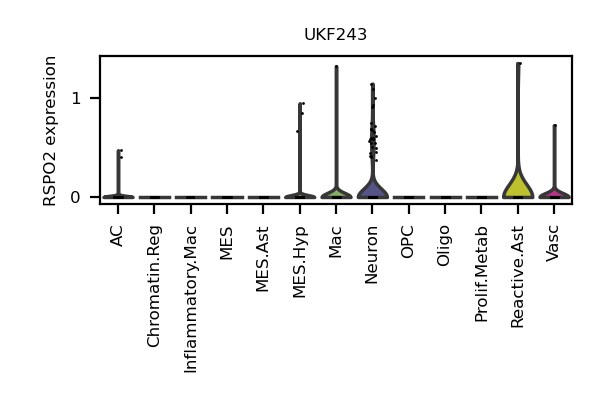 UKF243
RSPO2 expression
1
0
AC
Chromatin.Reg
Inflammatory.Mac
MES
MES.Ast
MES.Hyp
Mac
Neuron
OPC
Oligo
Prolif.Metab
Reactive.Ast
Vasc